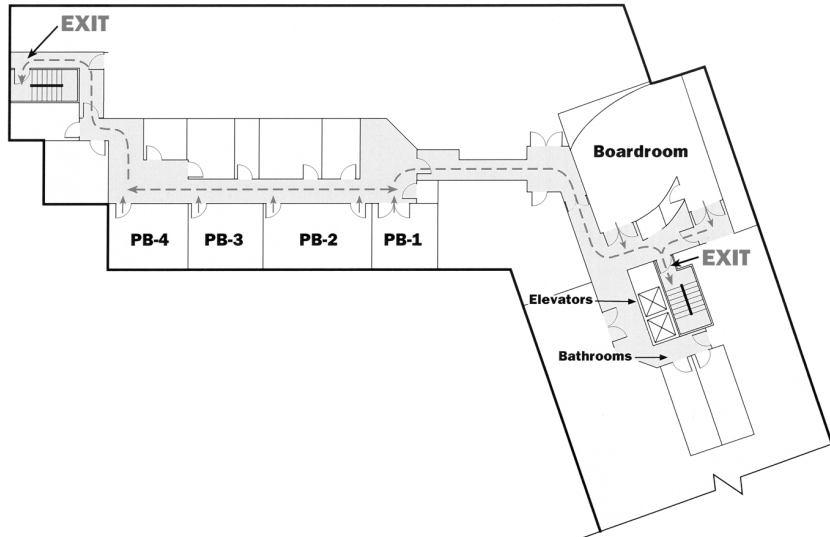 EXIT
Boardroom
PB-4
PB-3
PB-2
PB-1
EXIT
Elevators
Bathrooms